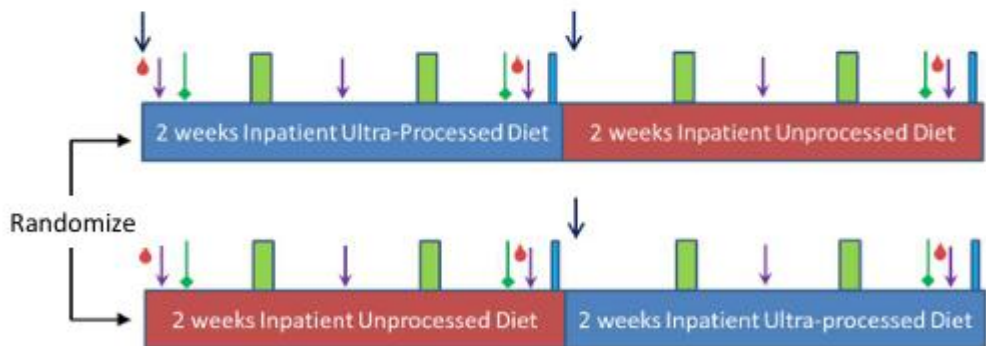 2 weeks Inpatient Ultra-Processed Diet
2 weeks Inpatient Unprocessed Diet
Randomize
2 weeks Inpatient Unprocessed Diet
2 weeks Inpatient Ultra-processed Diet